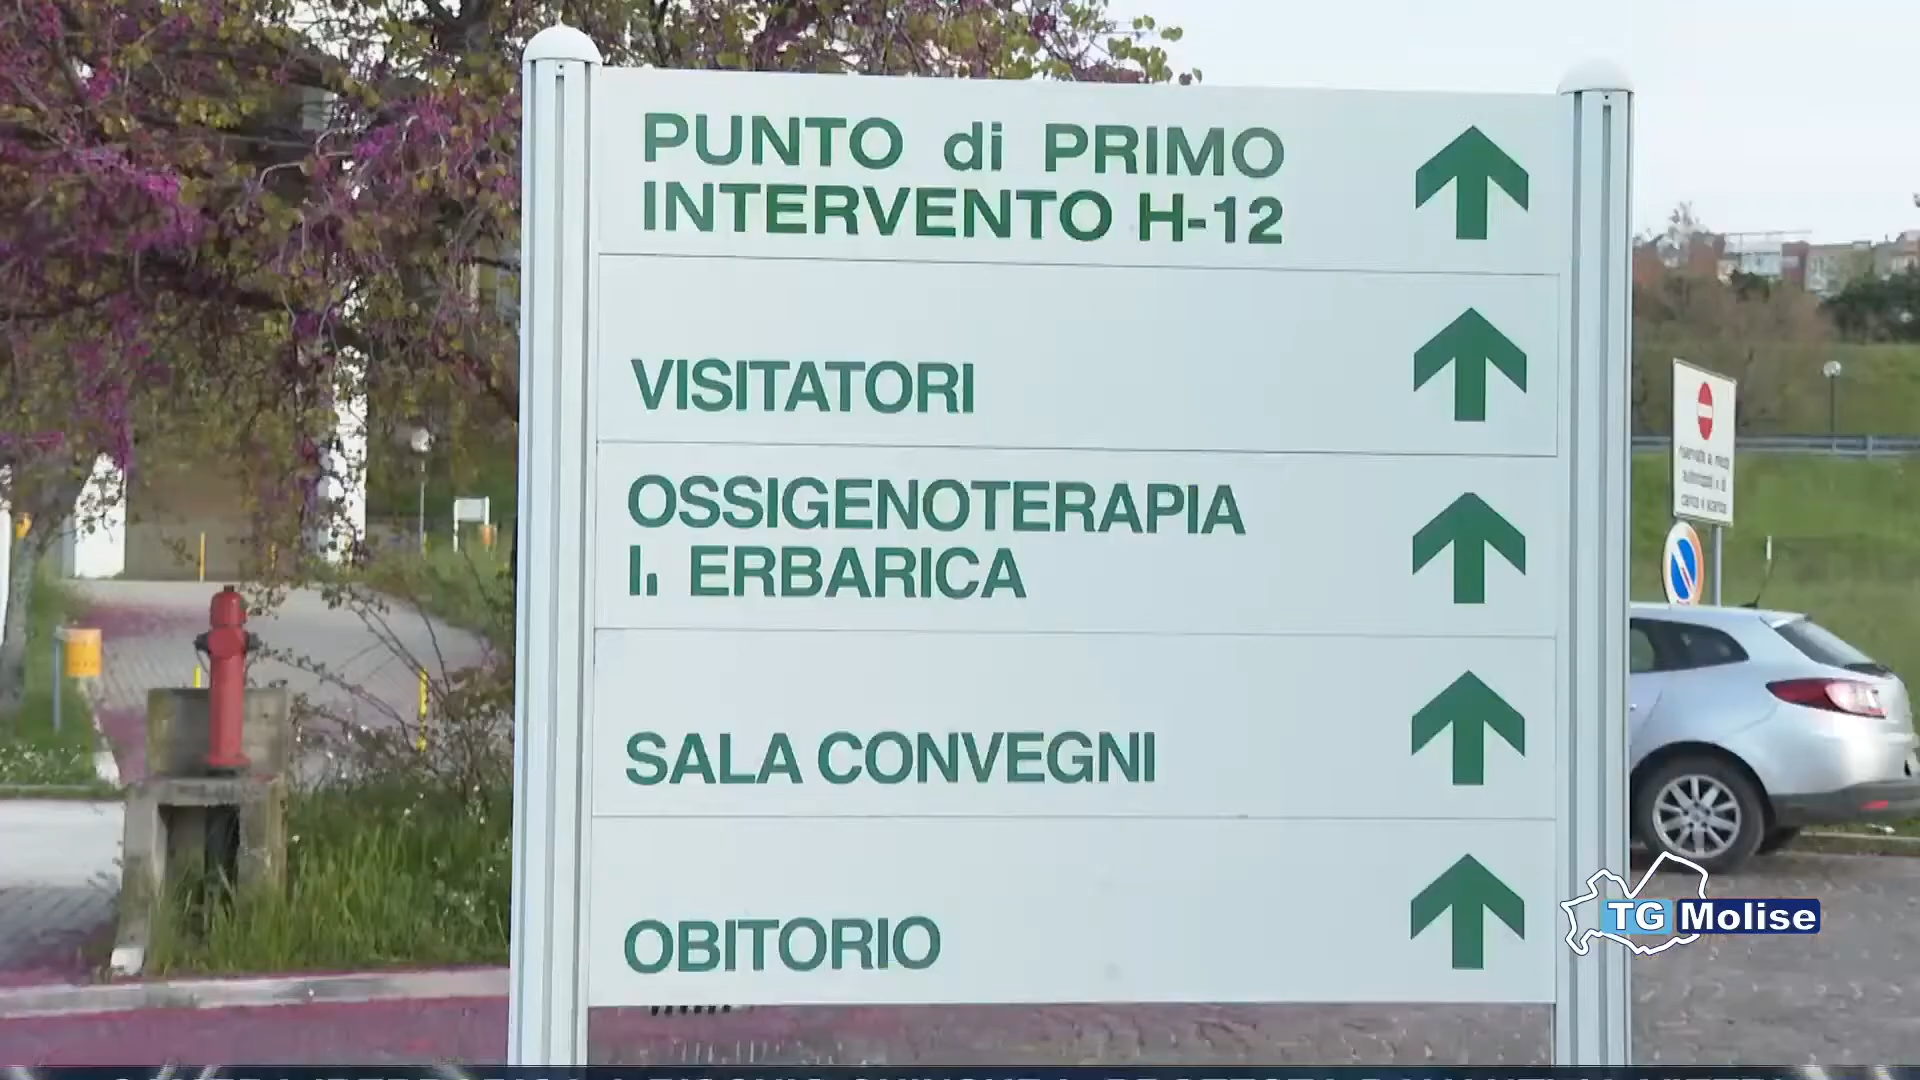 PUNTO di PRIMO
INTERVENTO H-12
VISITATORI
OSSIGENOTERAPIA
I. ERBARICA
SALA CONVEGNI
OBITORIO
TG Molise